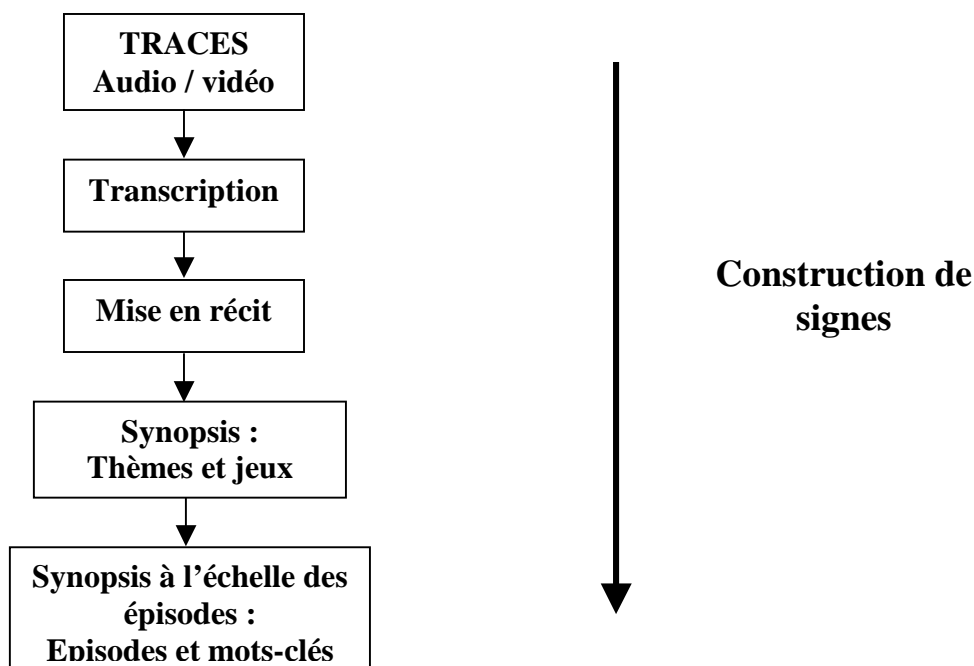 TRACES
Audio / vidéo
Transcription
Mise en récit
Construction de
signes
Synopsis :
Thèmes et jeux
Synopsis à l'échelle des
épisodes :
Episodes et mots-clés